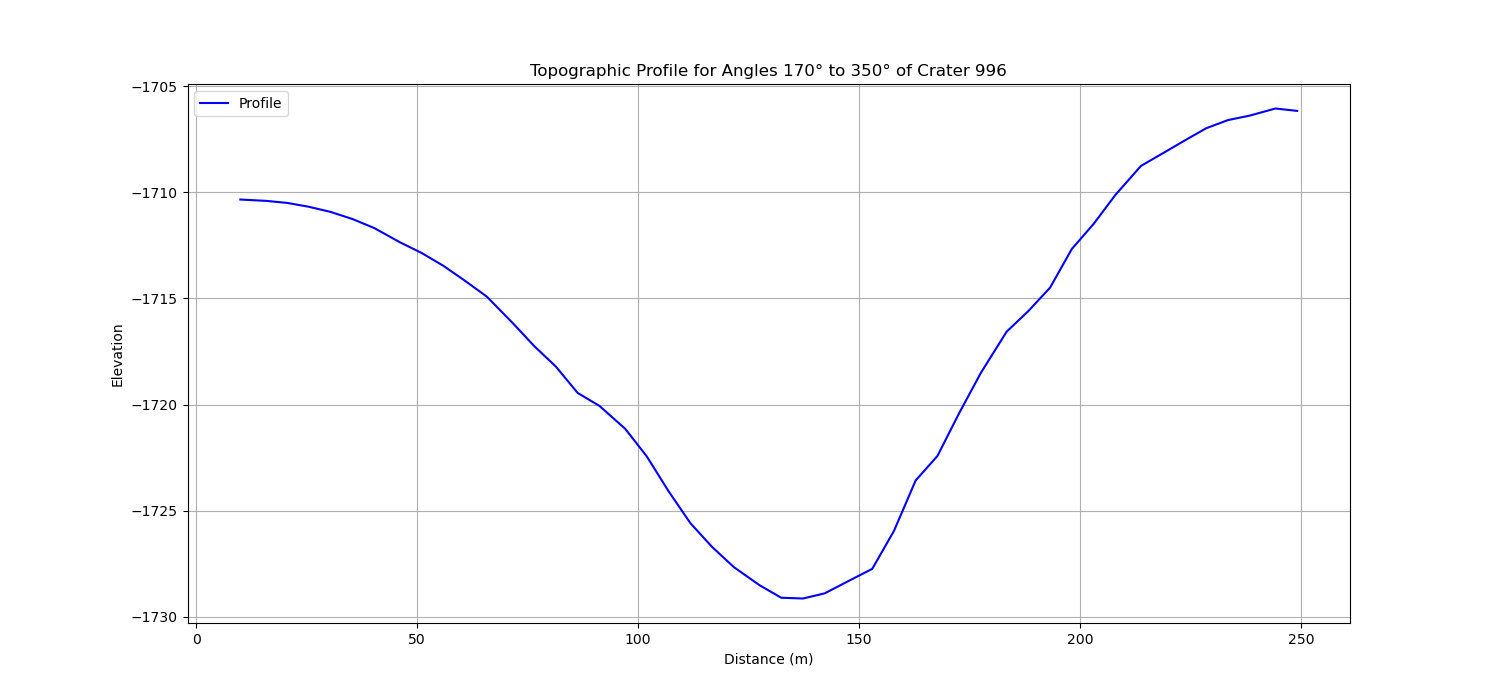 Topographic Profile for Angles 170° to 350° of Crater 996
Profile
Elevation
−1705
−1710
−1715
−1720
−1725
−1730
0 50 100 150 200 250
Distance (m)